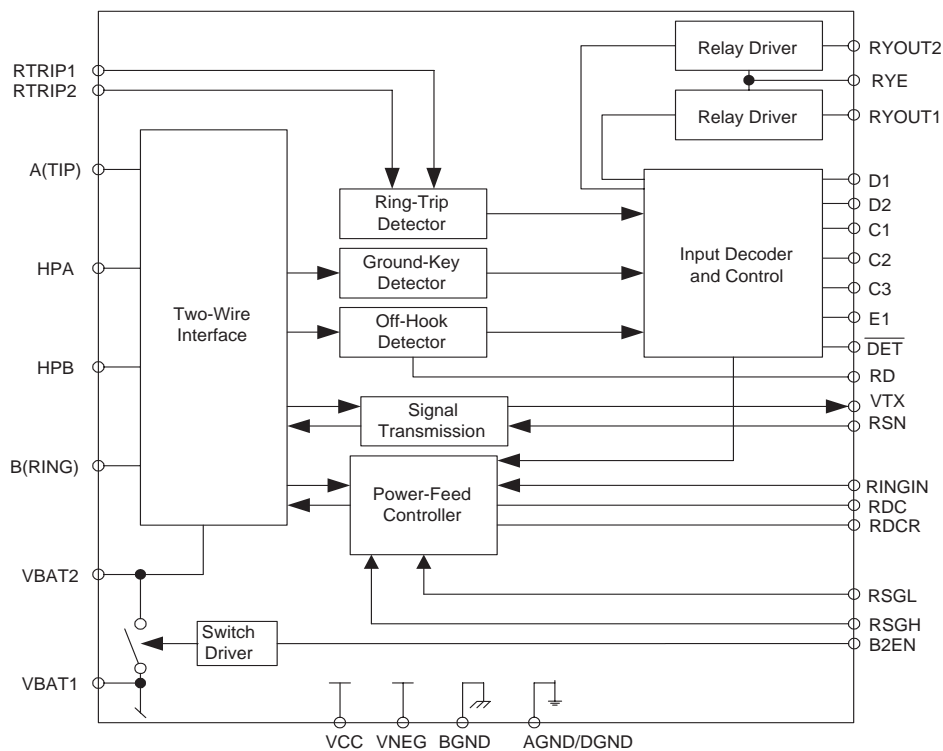 Relay Driver
RYOUT2
RTRIP1
RYE
RTRIP2
Relay Driver
RYOUT1
A(TIP)
D1
D2
Ring-Trip
Detector
C1
Input Decoder
and Control
HPA
Ground-Key
Detector
C2
C3
Two-Wire
Interface
Off-Hook
Detector
E1
DET
HPB
RD
Signal
Transmission
VTX
RSN
B(RING)
Power-Feed
Controller
RINGIN
RDC
RDCR
VBAT2
RSGL
RSGH
Switch
Driver
B2EN
VBAT1
VCC
VNEG
BGND
AGND/DGND